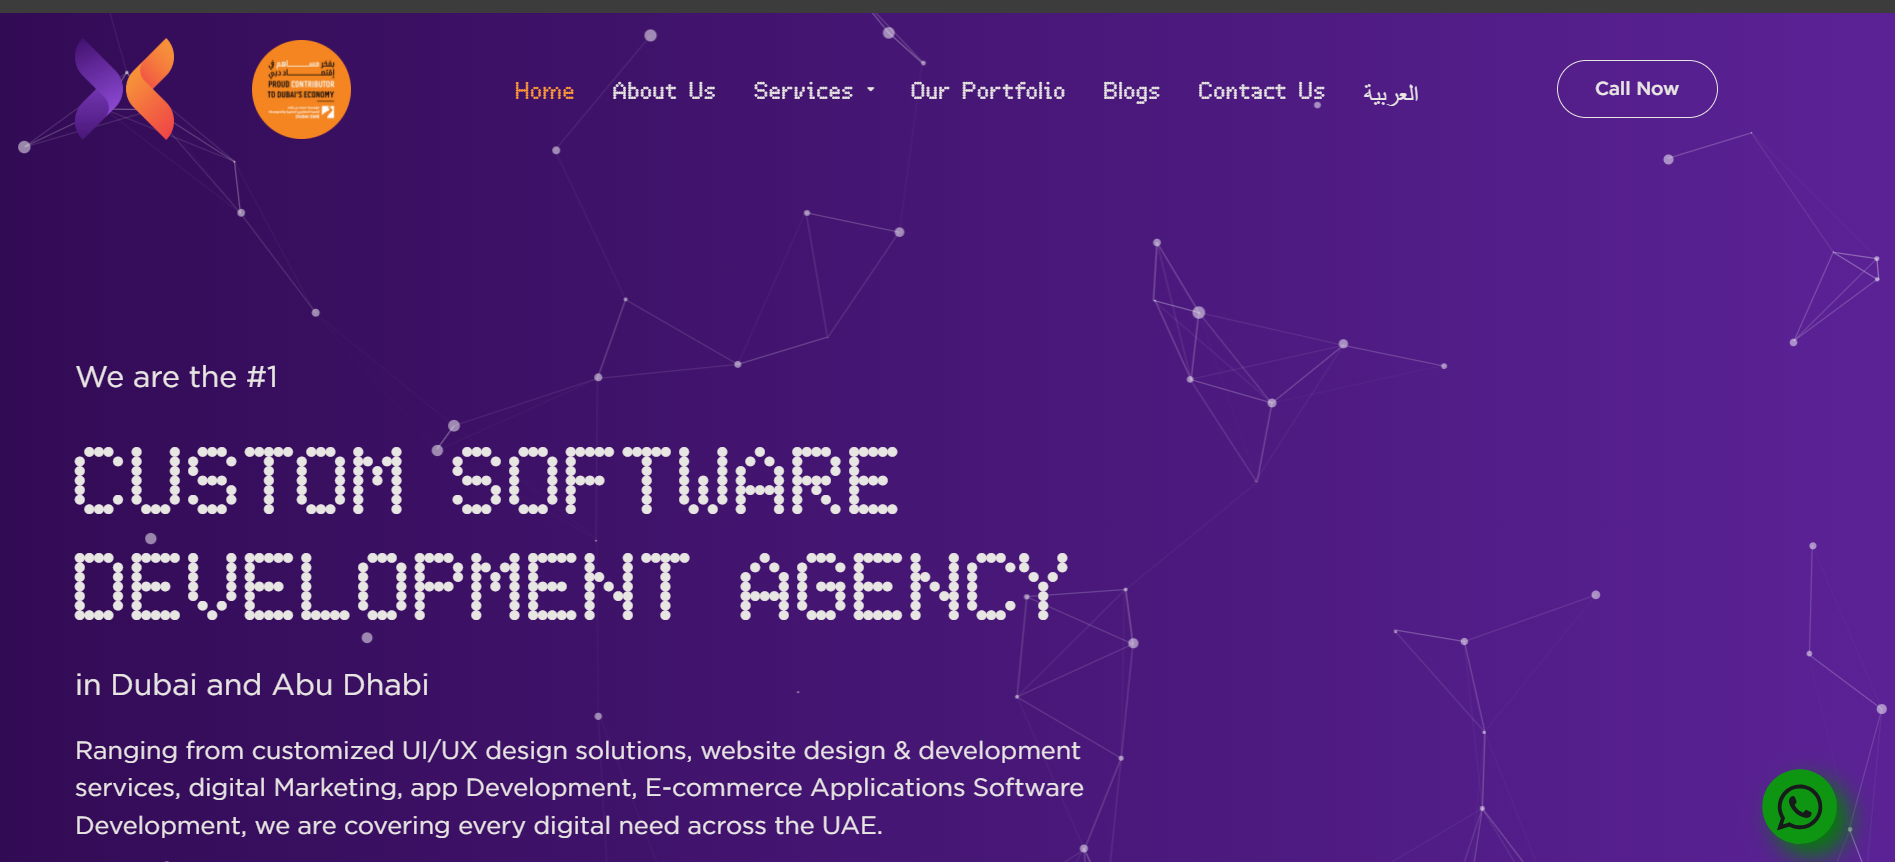 يفخر مساهم في
إقتصاد دبي
PROUD CONTRIBUTOR
TO DUBAI'S ECONOMY
Home
About Us
Services
Our Portfolio
Blogs
Contact Us
العربية
Call Now
We are the #1
CUSTOM SOFTWARE
DEVELOPMENT AGENCY
in Dubai and Abu Dhabi
Ranging from customized UI/UX design solutions, website design & development
services, digital Marketing, app Development, E-commerce Applications Software
Development, we are covering every digital need across the UAE.